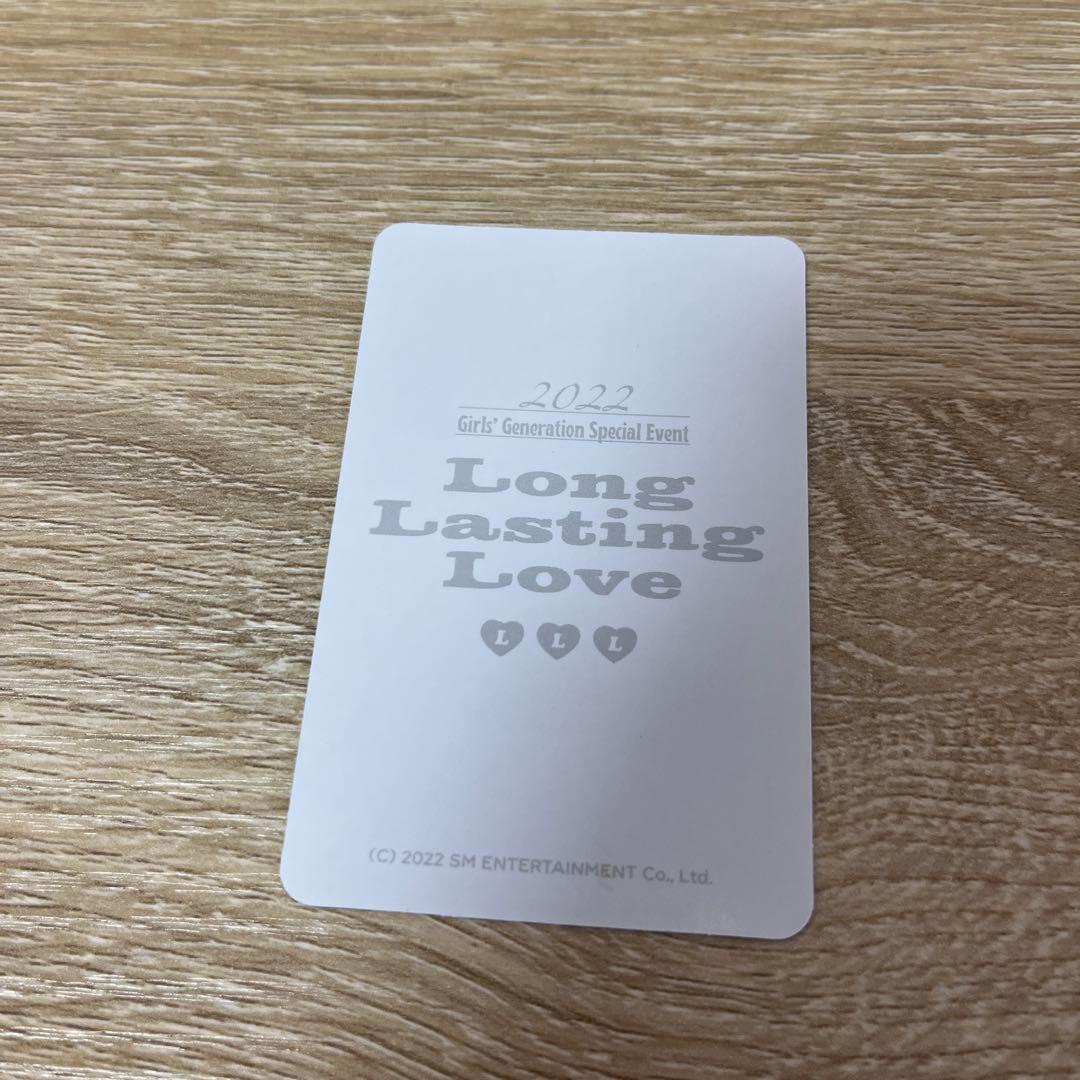 2022
Girls' Generation Special Event
Long
Lasting
Love
L L L
(C) 2022 SM ENTERTAINMENT Co., Ltd.